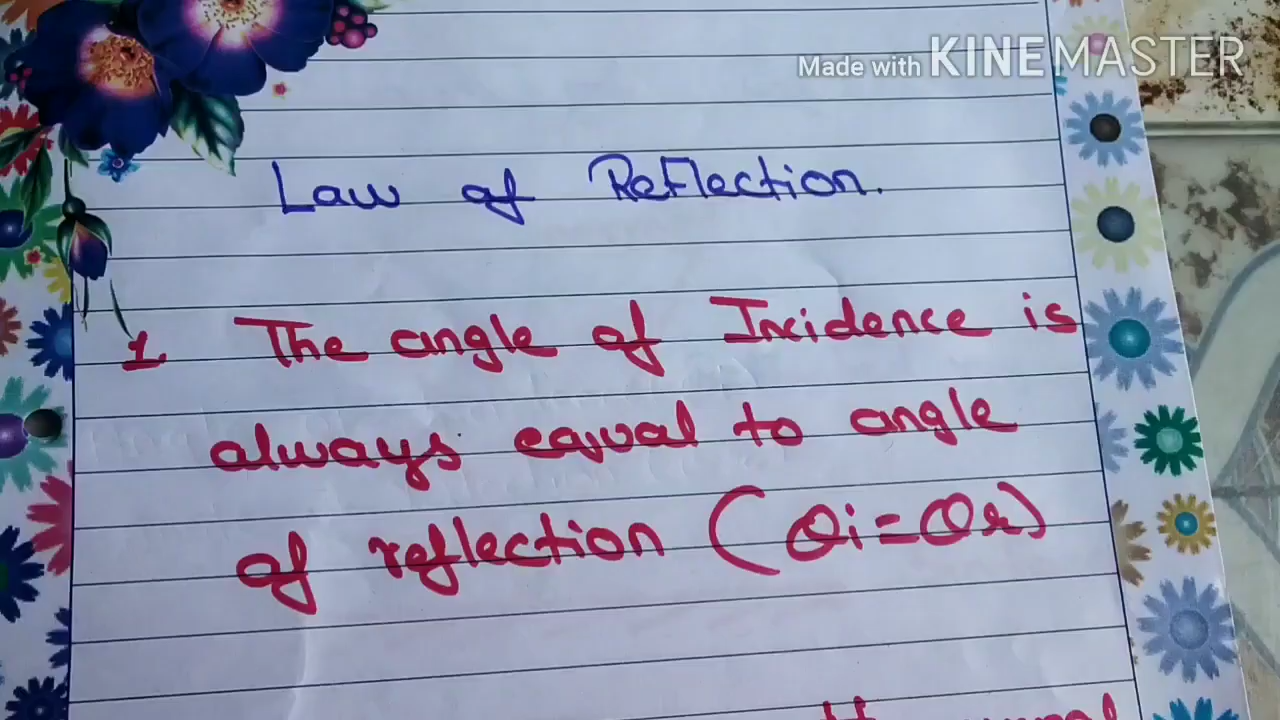 Made with KINEMASTER
Law of Reflection.
1 The angle of Incidence is
always equal to angle
of reflection (θi=θr)